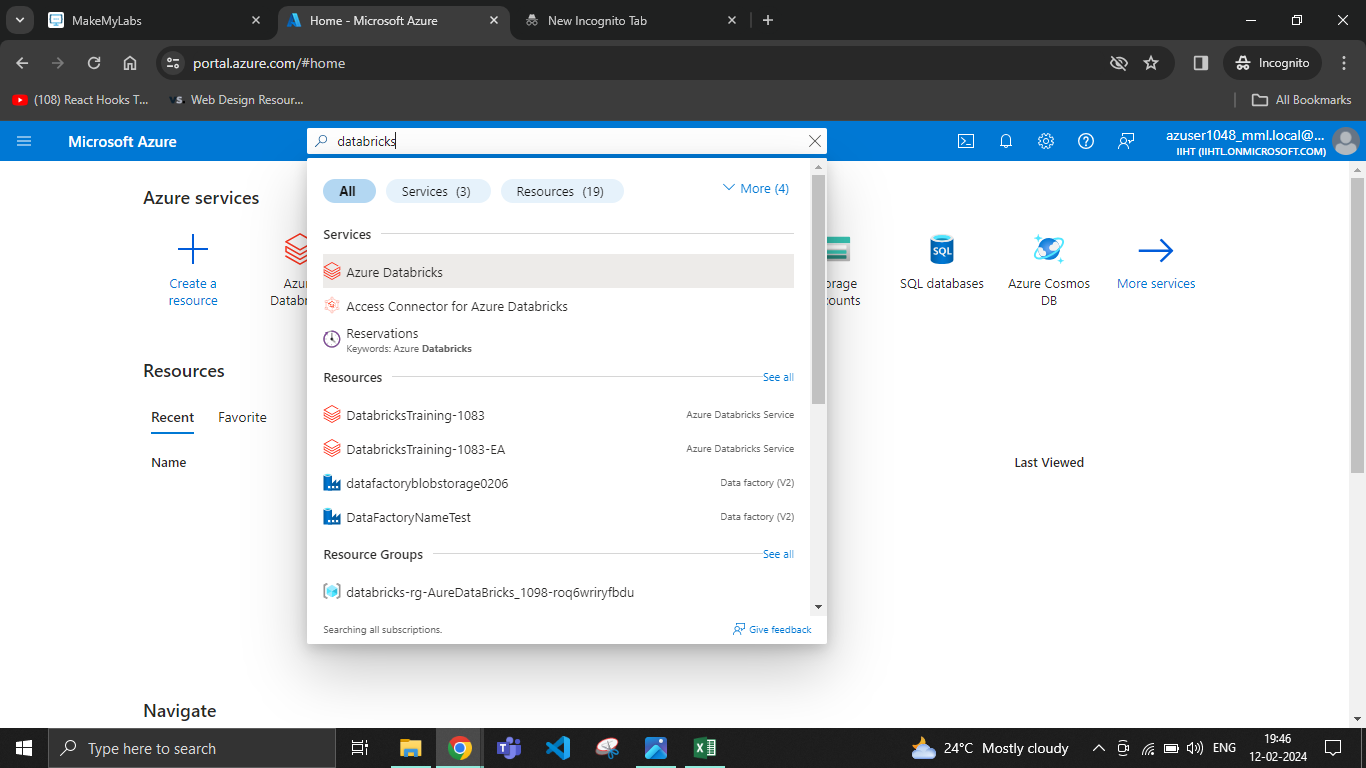 MakeMyLabs
Home - Microsoft Azure
New Incognito Tab
portal.azure.com/#home
Incognito
(108) React Hooks T...
Web Design Resour...
All Bookmarks
Microsoft Azure
databricks
azuser1048_mml.local@...
IIHT (IIHTLONMICROSOFT.COM)
Azure services
Create a
resource
Azu
Databr
orage
counts
SQL
SQL databases
Azure Cosmos
DB
More services
All
Services (3)
Resources (19)
More (4)
Services
Azure Databricks
Access Connector for Azure Databricks
Reservations
Keywords: Azure Databricks
Resources
See all
DatabricksTraining-1083
Azure Databricks Service
DatabricksTraining-1083-EA
Azure Databricks Service
datafactoryblobstorage0206
Data factory (V2)
DataFactoryNameTest
Data factory (V2)
Resource Groups
See all
databricks-rg-AureDataBricks_1098-roq6wriryfbdu
Searching all subscriptions.
Give feedback
Resources
Recent
Favorite
Name
Last Viewed
Navigate
Type here to search
24°C Mostly cloudy
ENG
19:46
12-02-2024